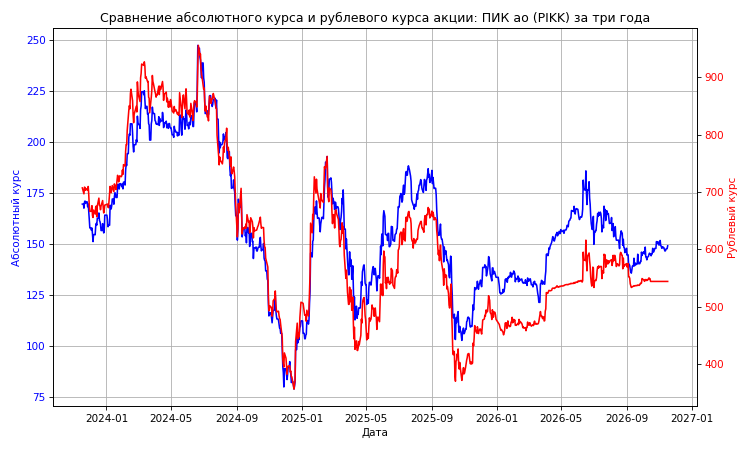 Сравнение абсолютного курса и рублевого курса акции: ПИК ао (PIKK) за три года
250
225
200
175
150
125
100
75
Абсолютный курс
900
800
700
600
500
400
Рублевый курс
2024-01 2024-05 2024-09 2025-01 2025-05 2025-09 2026-01 2026-05 2026-09 2027-01
Дата